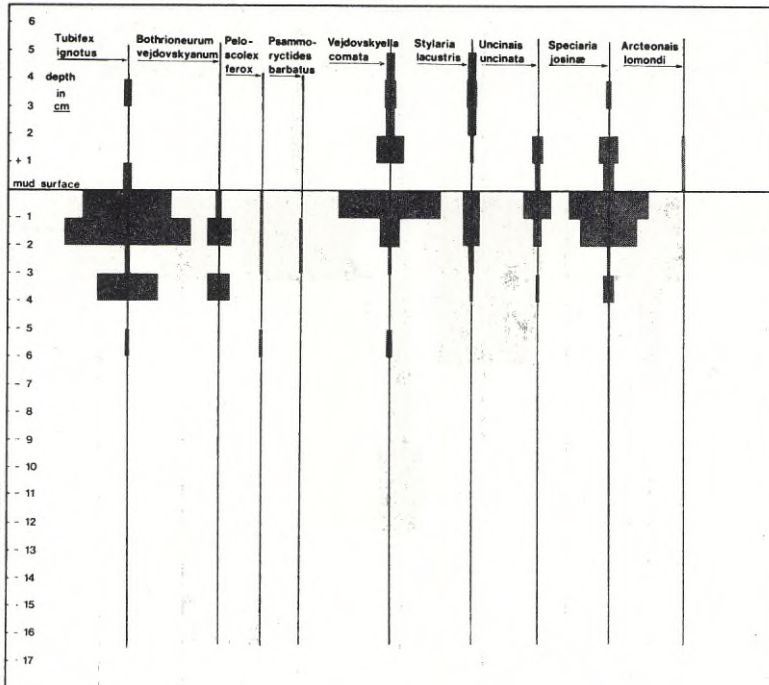 6
5
4
3
2
+ 1
mud surface
- 1
- 2
- 3
- 4
- 5
- 6
- 7
- 8
- 9
- 10
- 11
- 12
- 13
- 14
- 15
- 16
- 17
depth
in
cm
Tubifex
ignotus
Bothrioneurum
vejdovskyanum
Pelo-
scolex
ferox
Psammo-
ryctides
barbatus
Vejdovskyella
comata
Stylaria
lacustris
Uncinais
uncinata
Speciaria
josinæ
Arcteonais
lomondi